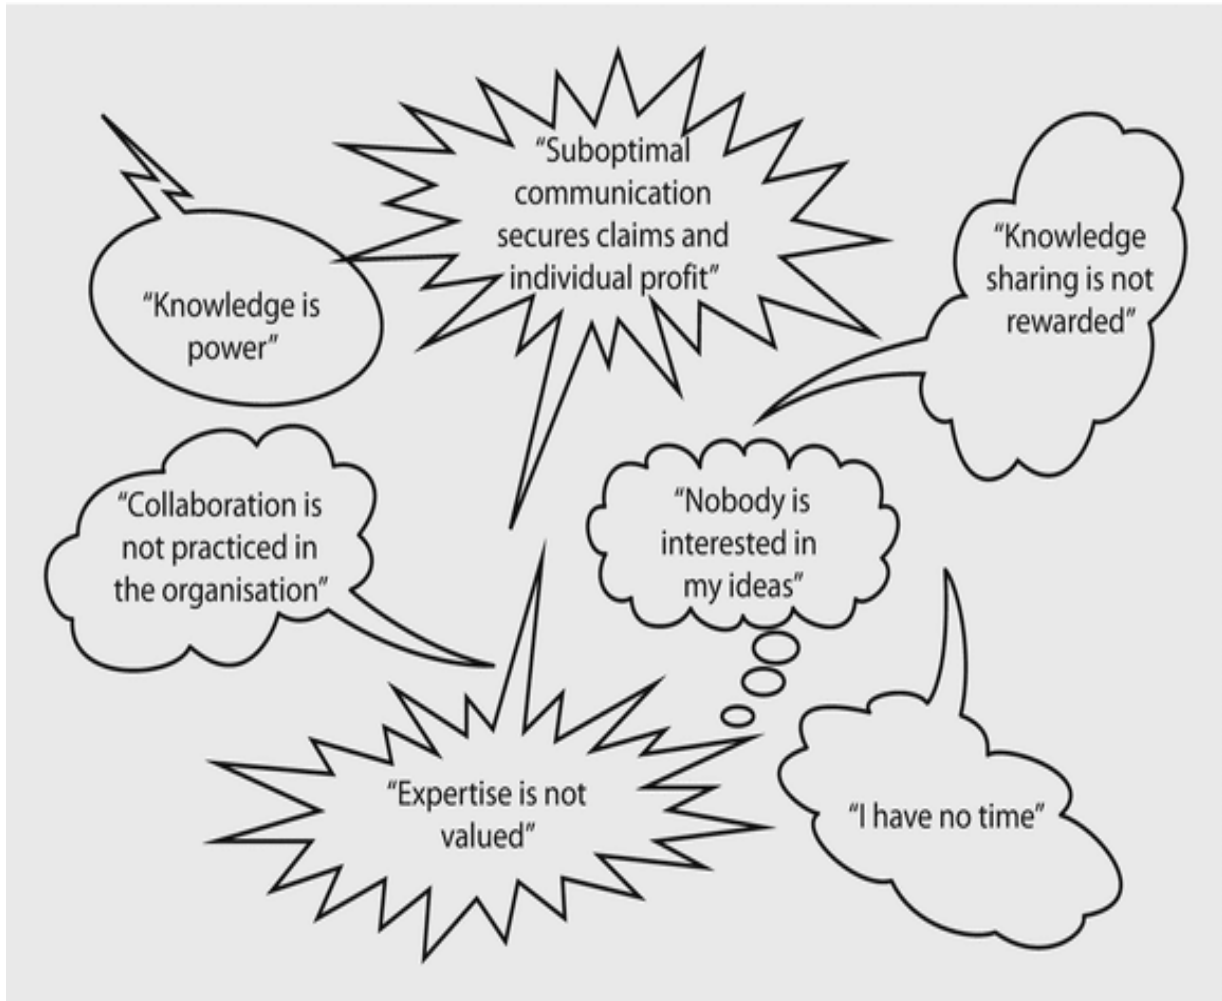 “Suboptimal
communication
secures claims and
individual profit”
“Knowledge is
power”
“Knowledge
sharing is not
rewarded”
“Collaboration is
not practiced in
the organisation”
“Nobody is
interested in
my ideas”
“Expertise is not
valued”
“I have no time”